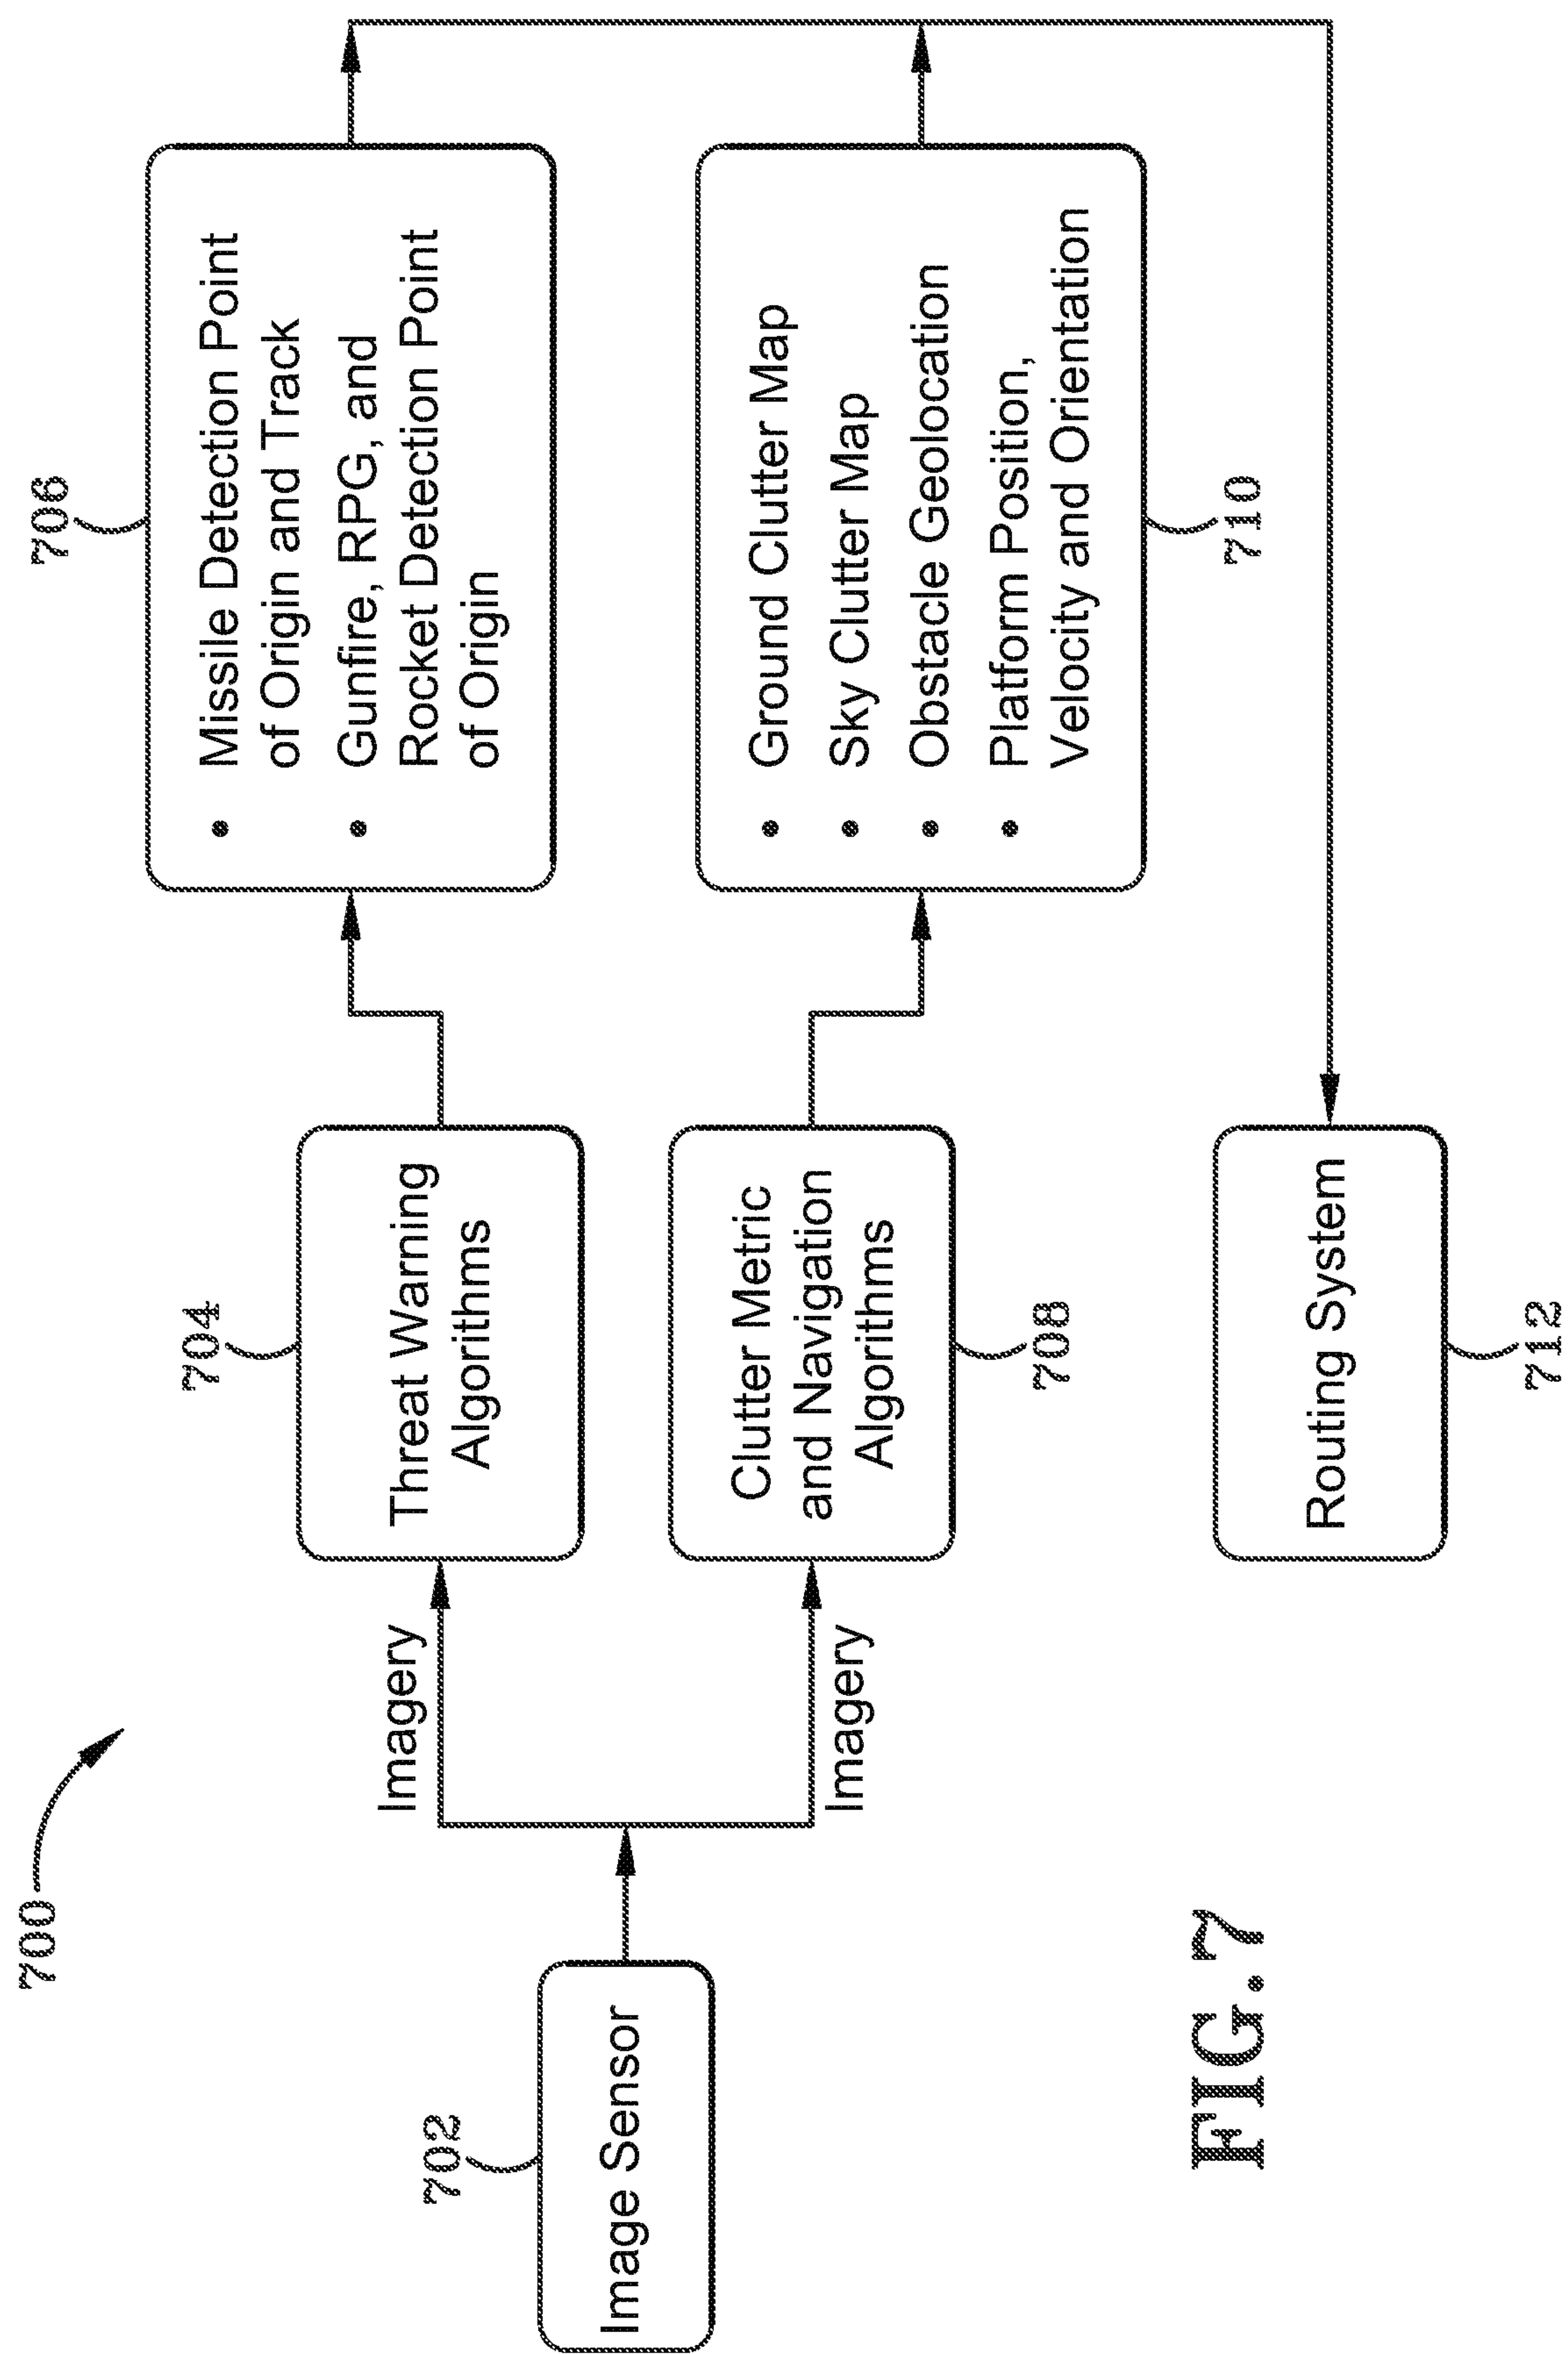 700
702
Image Sensor
Imagery
Imagery
704
Threat Warning
Algorithms
Clutter Metric
and Navigation
Algorithms
708
706
• Missile Detection Point
of Origin and Track
• Gunfire, RPG, and
Rocket Detection Point
of Origin
• Ground Clutter Map
• Sky Clutter Map
• Obstacle Geolocation
• Platform Position,
Velocity and Orientation
710
Routing System
712
FIG. 7